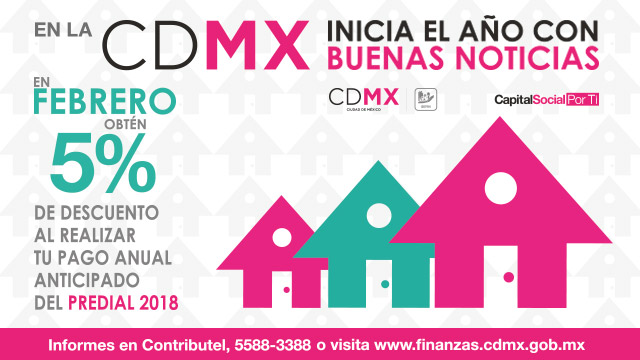 EN LA CDMX INICIA EL AÑO CON
BUENAS NOTICIAS
EN
FEBRERO
OBTÉN
5%
DE DESCUENTO
AL REALIZAR
TU PAGO ANUAL
ANTICIPADO
DEL PREDIAL 2018
CDMX
CIUDAD DE MÉXICO
CapitalSocial Por Ti
Informes en Contributel, 5588-3388 o visita www.finanzas.cdmx.gob.mx